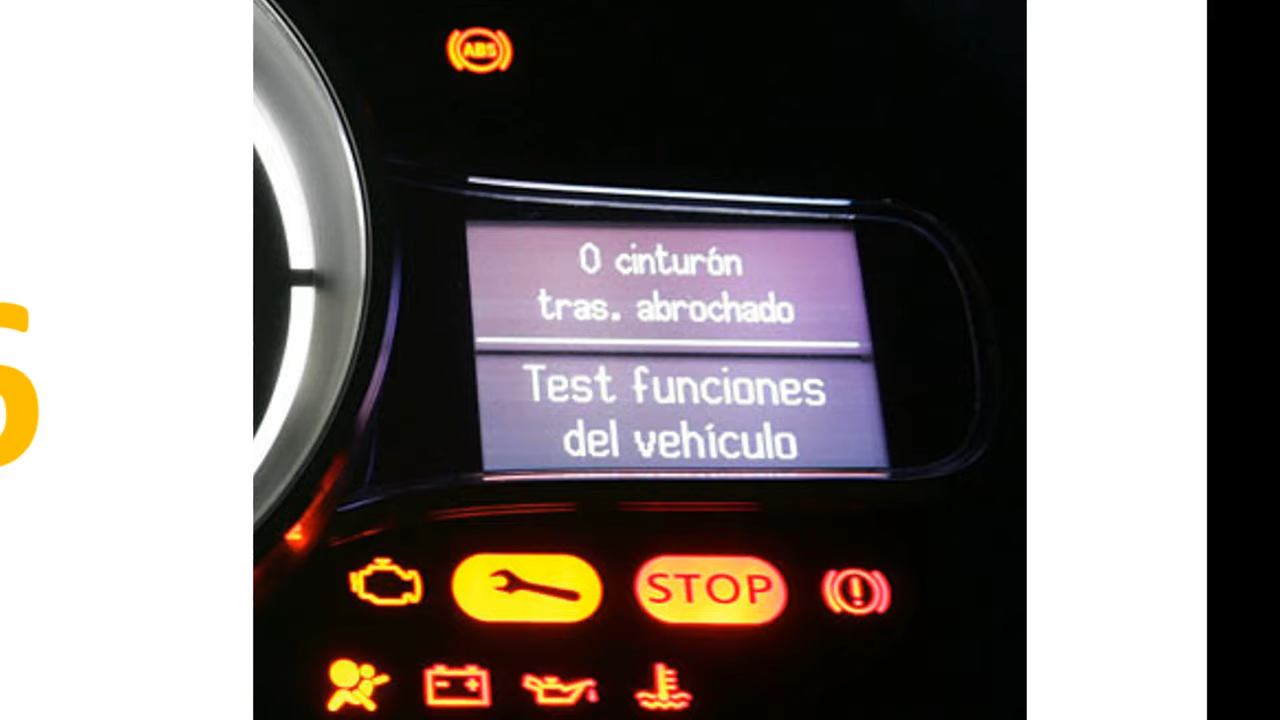 ABS
0 cinturón
tras. abrochado
Test funciones
del vehículo
STOP